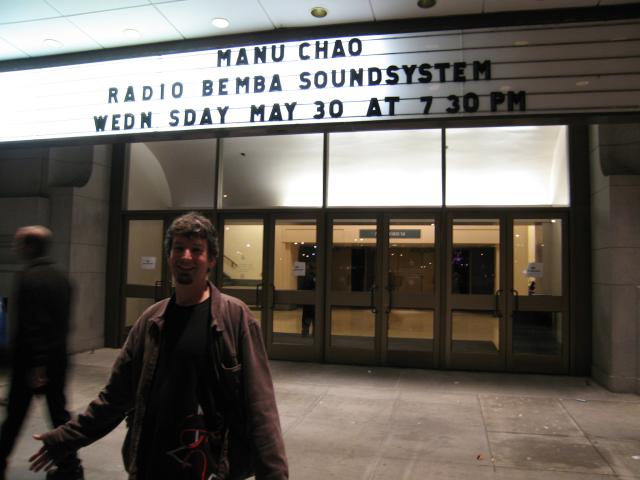 MANU CHAO
RADIO BEMBA SOUNDSYSTEM
WEDN SDAY MAY 30 AT 7 30 PM